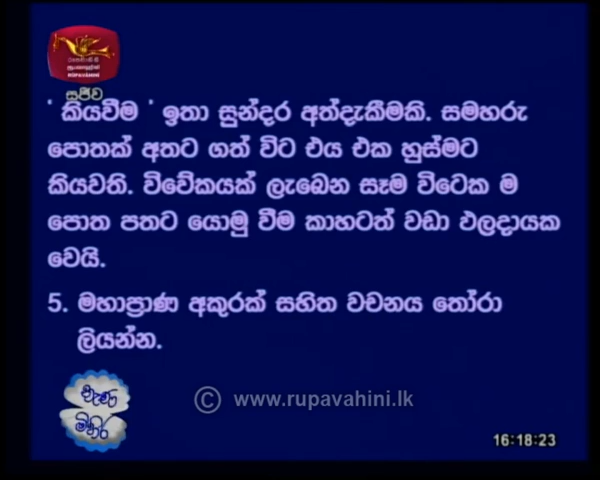 RUPAVAHINI
සජීව
' කියවීම ' ඉතා සුන්දර අත්දැකීමකි. සමහරු
පොතක් අතට ගත් විට එය එක හුස්මට
කියවති. විවේකයක් ලැබෙන සෑම විටෙක ම
පොත පතට යොමු වීම කාහටත් වඩා ඵලදායක
වෙයි.
5. මහාප්‍රාණ අකුරක් සහිත වචනය තෝරා
ලියන්න.
© www.rupavahini.lk
නැණ
මිහිර
16:18:23